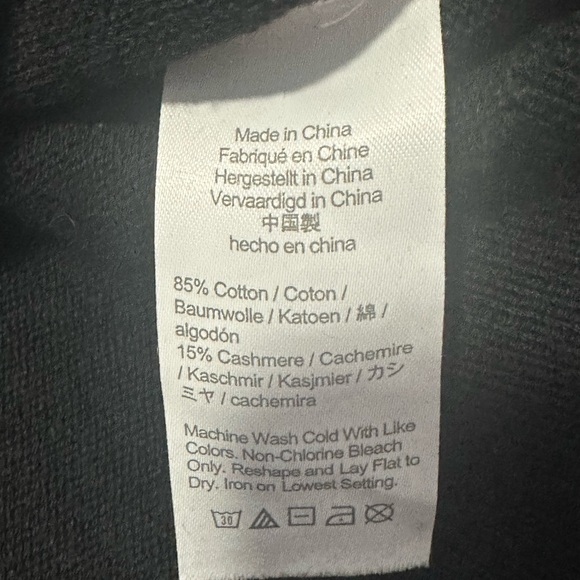 Made in China
Fabriqué en Chine
Hergestellt in China
Vervaardigd in China
中国製
hecho en china
85% Cotton / Coton /
Baumwolle / Katoen / 綿 /
algodón
15% Cashmere / Cachemire
/ Kaschmir / Kasjmier / カシ
ミヤ / cachemira
Machine Wash Cold With Like
Colors. Non-Chlorine Bleach
Only. Reshape and Lay Flat to
Dry. Iron on Lowest Setting.
30